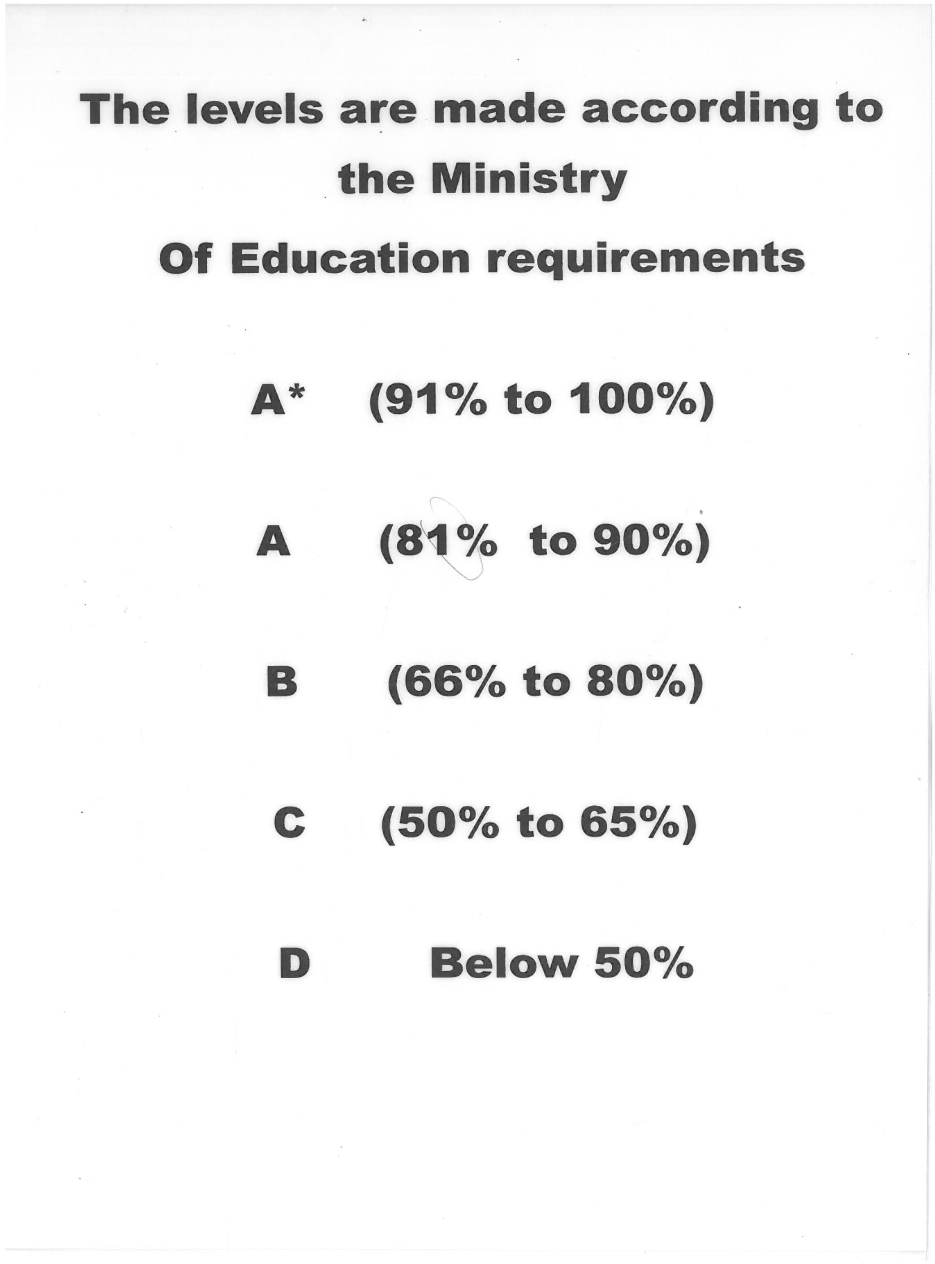 The levels are made according to
the Ministry
Of Education requirements
A* (91% to 100%)
A (81% to 90%)
B (66% to 80%)
C (50% to 65%)
D Below 50%